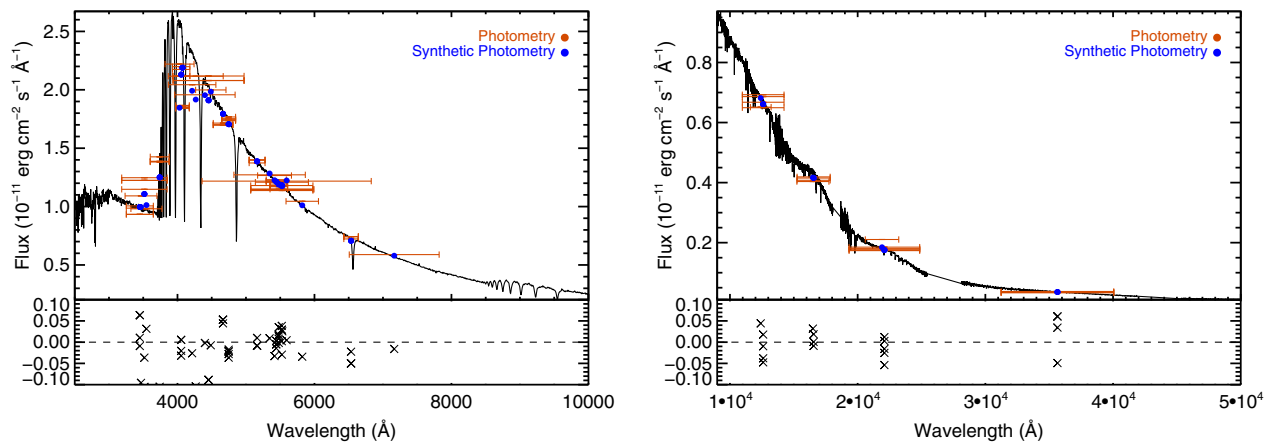 Photometry
Synthetic Photometry
Flux (10⁻¹¹ erg cm⁻² s⁻¹ Å⁻¹)
2.5
2.0
1.5
1.0
0.5
0.10
0.05
0.00
−0.05
−0.10
4000 6000 8000 10000
Wavelength (Å)
Photometry
Synthetic Photometry
Flux (10⁻¹¹ erg cm⁻² s⁻¹ Å⁻¹)
0.8
0.6
0.4
0.2
0.10
0.05
0.00
−0.05
−0.10
1•10⁴ 2•10⁴ 3•10⁴ 4•10⁴ 5•10⁴
Wavelength (Å)